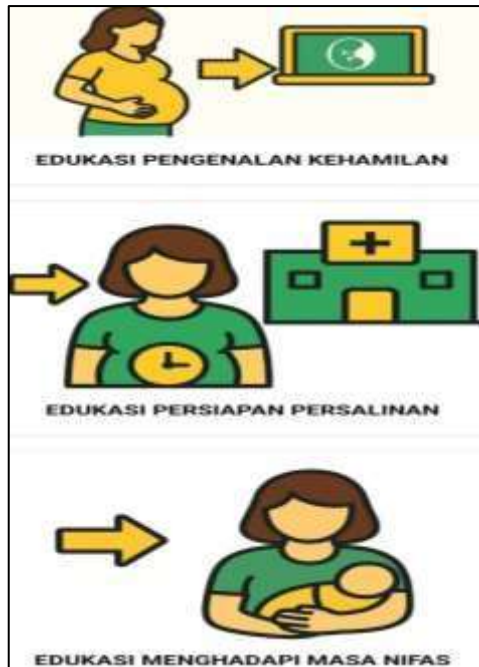 EDUKASI PENGENALAN KEHAMILAN
EDUKASI PERSIAPAN PERSALINAN
EDUKASI MENGHADAPI MASA NIFAS